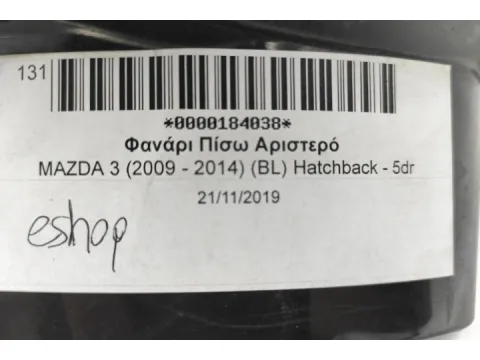 131
*0000184038*
Φανάρι Πίσω Αριστερό
MAZDA 3 (2009 - 2014) (BL) Hatchback - 5dr
21/11/2019
eshop